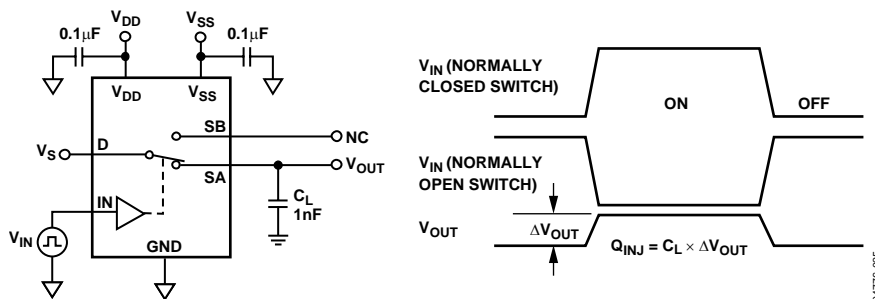 VDD
VSS
0.1µF
0.1µF
VDD
VSS
SB
NC
VS
D
SA
VOUT
IN
CL
1nF
VIN
GND
VIN (NORMALLY
CLOSED SWITCH)
ON
OFF
VIN (NORMALLY
OPEN SWITCH)
VOUT
ΔVOUT
QINJ = CL × ΔVOUT